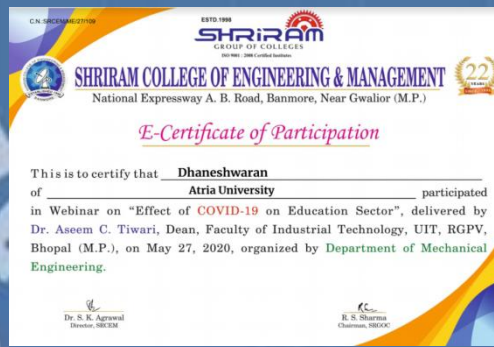 C.N.:SRCEM/ME/27/109
ESTD.1998
SHRIRAM
GROUP OF COLLEGES
ISO 9001 : 2008 Certified Institutes
22
YEARS
SHRIRAM COLLEGE OF ENGINEERING & MANAGEMENT
National Expressway A. B. Road, Banmore, Near Gwalior (M.P.)
E-Certificate of Participation
This is to certify that Dhaneshwaran
of Atria University participated
in Webinar on “Effect of COVID-19 on Education Sector”, delivered by
Dr. Aseem C. Tiwari, Dean, Faculty of Industrial Technology, UIT, RGPV,
Bhopal (M.P.), on May 27, 2020, organized by Department of Mechanical
Engineering.
Dr. S. K. Agrawal
Director, SRCEM
R. S. Sharma
Chairman, SRGOC